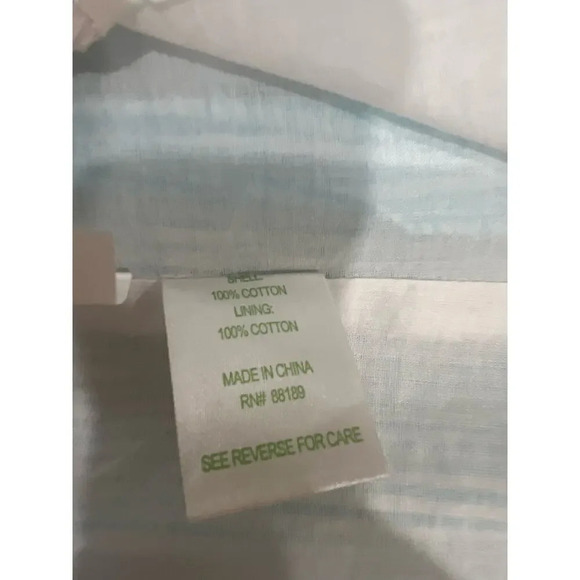 SHELL:
100% COTTON
LINING:
100% COTTON
MADE IN CHINA
RN# 88189
SEE REVERSE FOR CARE